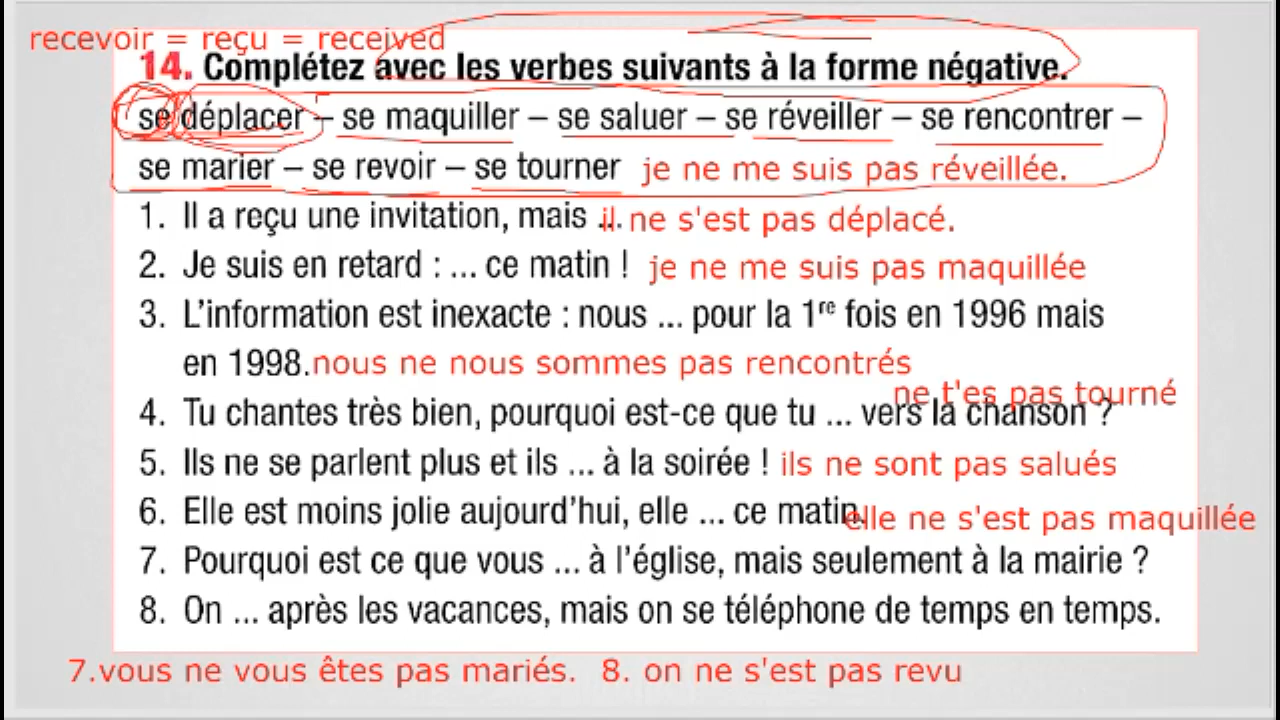 recevoir = reçu = received
14. Complétez avec les verbes suivants à la forme négative.
se déplacer – se maquiller – se saluer – se réveiller – se rencontrer –
se marier – se revoir – se tourner je ne me suis pas réveillée.
1. Il a reçu une invitation, mais ... il ne s'est pas déplacé.
2. Je suis en retard : ... ce matin ! je ne me suis pas maquillée
3. L'information est inexacte : nous ... pour la 1re fois en 1996 mais
en 1998. nous ne nous sommes pas rencontrés
ne t'es pas tourné
4. Tu chantes très bien, pourquoi est-ce que tu ... vers la chanson ?
5. Ils ne se parlent plus et ils ... à la soirée ! ils ne sont pas salués
6. Elle est moins jolie aujourd'hui, elle ... ce matin. elle ne s'est pas maquillée
7. Pourquoi est ce que vous ... à l'église, mais seulement à la mairie ?
8. On ... après les vacances, mais on se téléphone de temps en temps.
7.vous ne vous êtes pas mariés. 8. on ne s'est pas revu